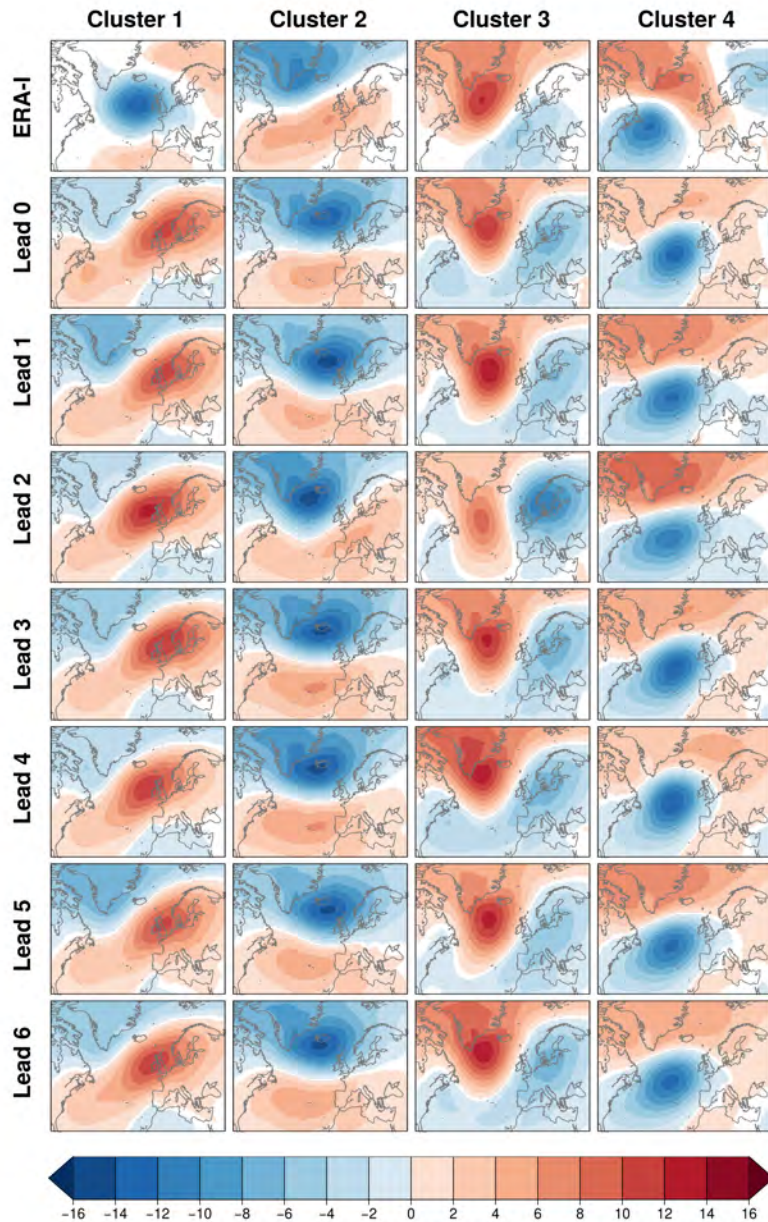 Cluster 1 Cluster 2 Cluster 3 Cluster 4
ERA-I
Lead 0
Lead 1
Lead 2
Lead 3
Lead 4
Lead 5
Lead 6
−16 −14 −12 −10 −8 −6 −4 −2 0 2 4 6 8 10 12 14 16